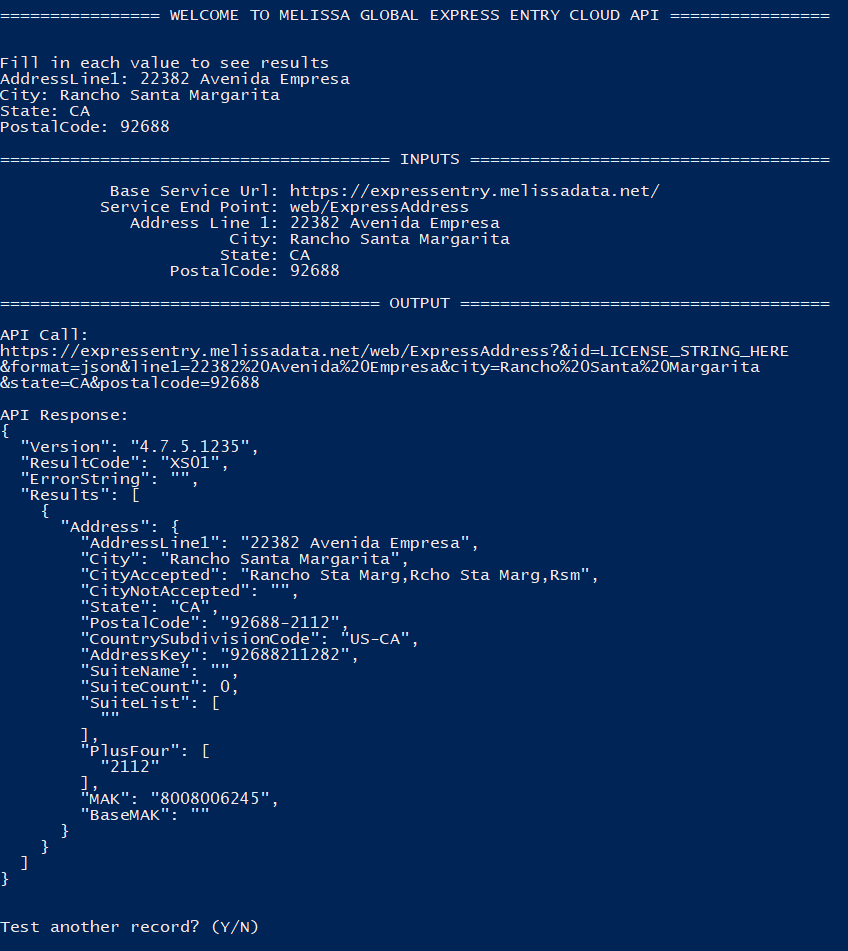 ================ WELCOME TO MELISSA GLOBAL EXPRESS ENTRY CLOUD API ================
Fill in each value to see results
AddressLine1: 22382 Avenida Empresa
City: Rancho Santa Margarita
State: CA
PostalCode: 92688
======================================= INPUTS ====================================
Base Service Url: https://expressentry.melissadata.net/
Service End Point: web/ExpressAddress
Address Line 1: 22382 Avenida Empresa
City: Rancho Santa Margarita
State: CA
PostalCode: 92688
====================================== OUTPUT =====================================
API Call:
https://expressentry.melissadata.net/web/ExpressAddress?&id=LICENSE_STRING_HERE
&format=json&line1=22382%20Avenida%20Empresa&city=Rancho%20Santa%20Margarita
&state=CA&postalcode=92688
API Response:
{
  "Version": "4.7.5.1235",
  "ResultCode": "XS01",
  "ErrorString": "",
  "Results": [
    {
      "Address": {
        "AddressLine1": "22382 Avenida Empresa",
        "City": "Rancho Santa Margarita",
        "CityAccepted": "Rancho Sta Marg,Rcho Sta Marg,Rsm",
        "CityNotAccepted": "",
        "State": "CA",
        "PostalCode": "92688-2112",
        "CountrySubdivisionCode": "US-CA",
        "AddressKey": "92688211282",
        "SuiteName": "",
        "SuiteCount": 0,
        "SuiteList": [
          ""
        ],
        "PlusFour": [
          "2112"
        ],
        "MAK": "8008006245",
        "BaseMAK": ""
      }
    }
  ]
}
Test another record? (Y/N)